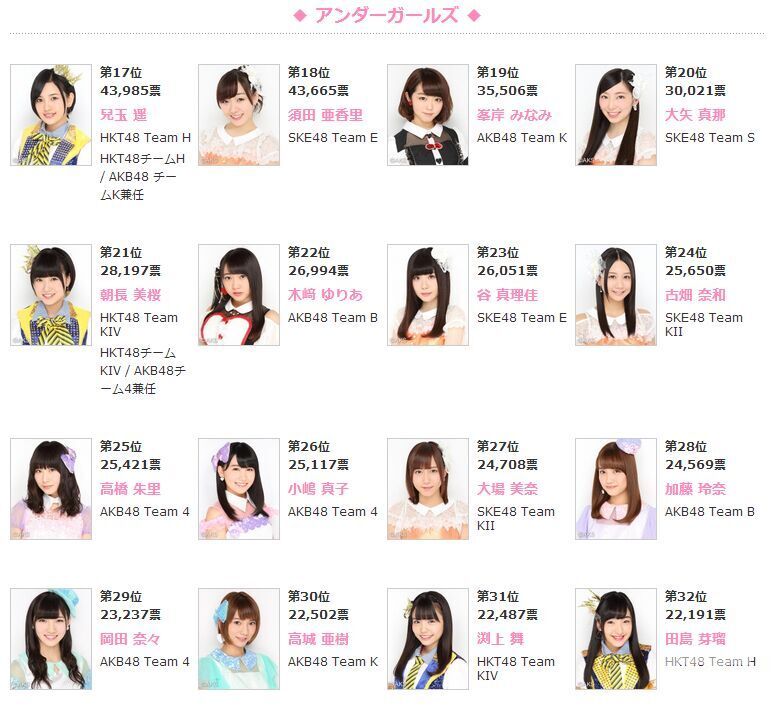 ◆ アンダーガールズ ◆
第17位
43,985票
兒玉 遥
HKT48 Team H
HKT48チームH
/ AKB48 チー
ムK兼任
第18位
43,665票
須田 亜香里
SKE48 Team E
第19位
35,506票
峯岸 みなみ
AKB48 Team K
第20位
30,021票
大矢 真那
SKE48 Team S
第21位
28,197票
朝長 美桜
HKT48 Team
KIV
HKT48チーム
KIV / AKB48チ
ーム4兼任
第22位
26,994票
木﨑 ゆりあ
AKB48 Team B
第23位
26,051票
谷 真理佳
SKE48 Team E
第24位
25,650票
古畑 奈和
SKE48 Team
KII
第25位
25,421票
高橋 朱里
AKB48 Team 4
第26位
25,117票
小嶋 真子
AKB48 Team 4
第27位
24,708票
大場 美奈
SKE48 Team
KII
第28位
24,569票
加藤 玲奈
AKB48 Team B
第29位
23,237票
岡田 奈々
AKB48 Team 4
第30位
22,502票
高城 亜樹
AKB48 Team K
第31位
22,487票
渕上 舞
HKT48 Team
KIV
第32位
22,191票
田島 芽瑠
HKT48 Team H